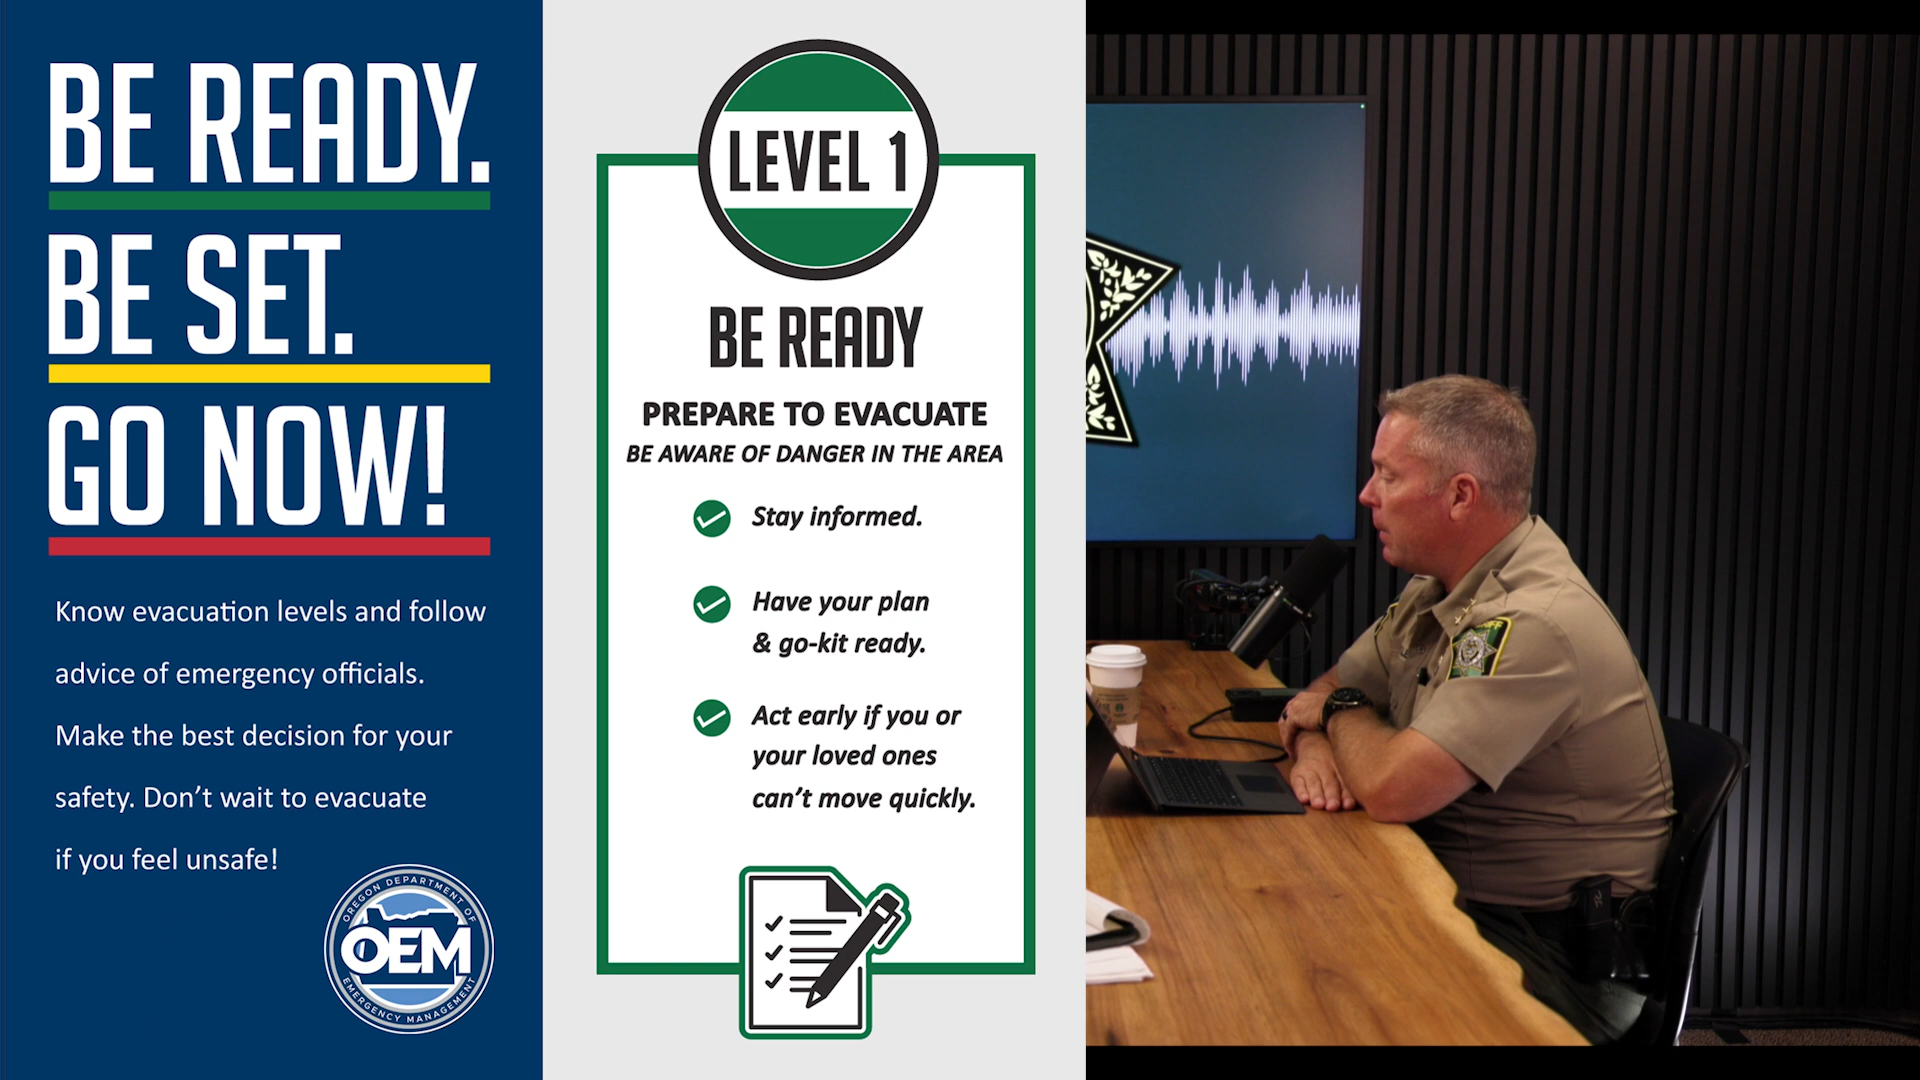 BE READY.
BE SET.
GO NOW!
Know evacuation levels and follow
advice of emergency officials.
Make the best decision for your
safety. Don’t wait to evacuate
if you feel unsafe!
OREGON DEPARTMENT OF
OEM
EMERGENCY MANAGEMENT
LEVEL 1
BE READY
PREPARE TO EVACUATE
BE AWARE OF DANGER IN THE AREA
Stay informed.
Have your plan
& go-kit ready.
Act early if you or
your loved ones
can’t move quickly.